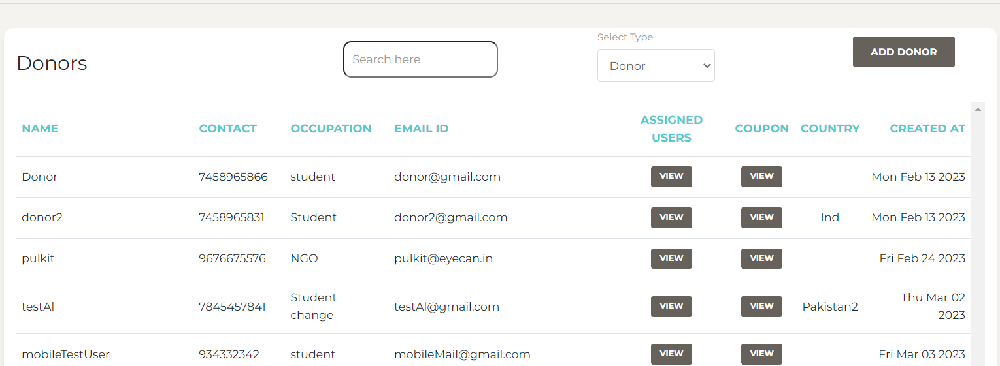 Donors
Search here
Select Type
Donor
ADD DONOR
NAME CONTACT OCCUPATION EMAIL ID ASSIGNED USERS COUPON COUNTRY CREATED AT
Donor 7458965866 student donor@gmail.com VIEW VIEW Mon Feb 13 2023
donor2 7458965831 Student donor2@gmail.com VIEW VIEW Ind Mon Feb 13 2023
pulkit 9676675576 NGO pulkit@eyecan.in VIEW VIEW Fri Feb 24 2023
testAl 7845457841 Student change testAl@gmail.com VIEW VIEW Pakistan2 Thu Mar 02 2023
mobileTestUser 934332342 student mobileMail@gmail.com VIEW VIEW Fri Mar 03 2023